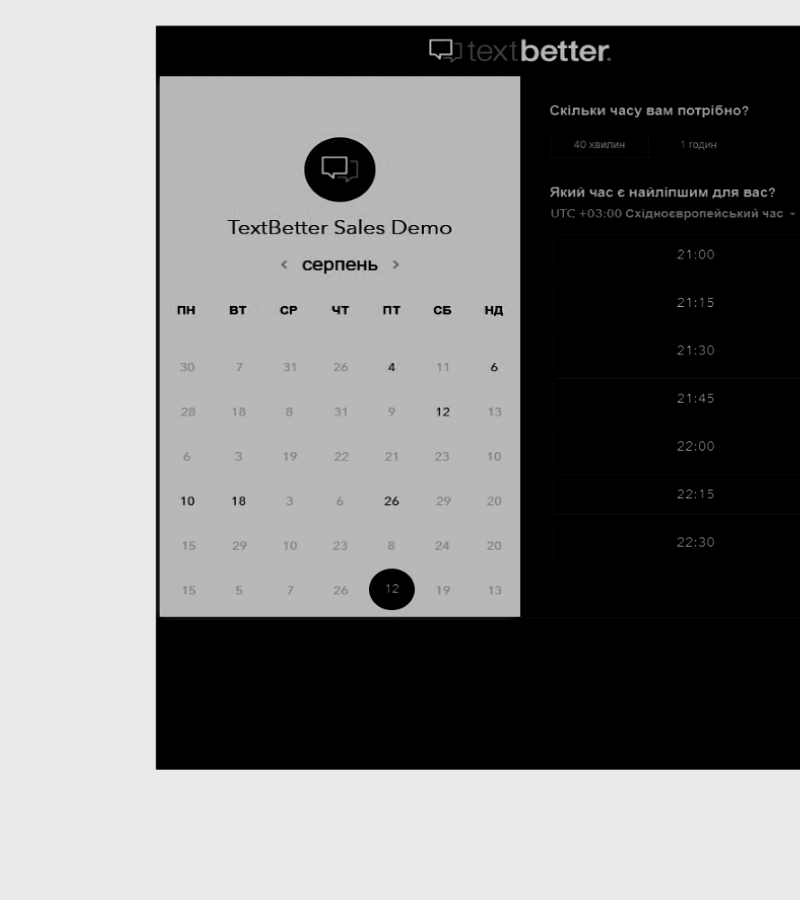 textbetter.
TextBetter Sales Demo
‹ серпень ›
ПН ВТ СР ЧТ ПТ СБ НД
30 7 31 26 4 11 6
28 18 8 31 9 12 13
6 3 19 22 21 23 10
10 18 3 6 26 29 20
15 29 10 23 8 24 20
15 5 7 26 12 19 13
Скільки часу вам потрібно?
40 хвилин 1 годин
Який час є найліпшим для вас?
UTC +03:00 Східноєвропейський час
21:00
21:15
21:30
21:45
22:00
22:15
22:30